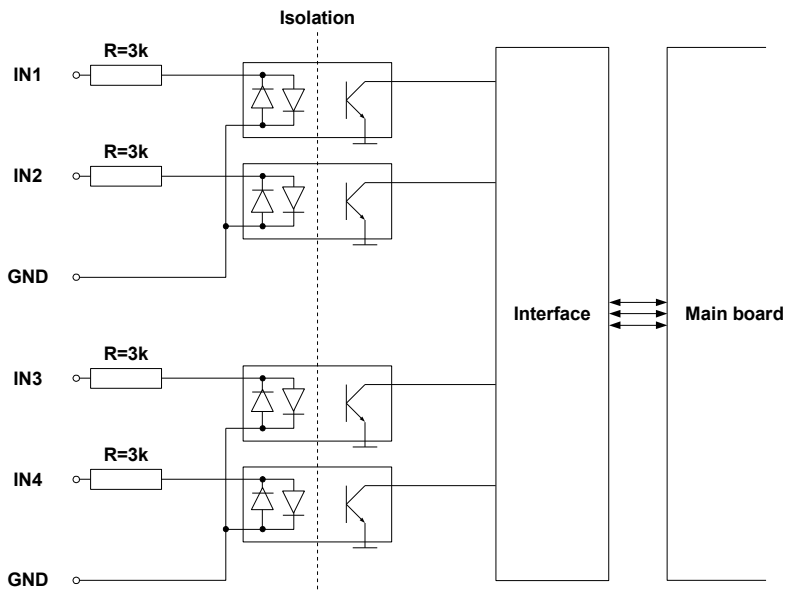 Isolation
R=3k
IN1
R=3k
IN2
GND
Interface
Main board
R=3k
IN3
R=3k
IN4
GND